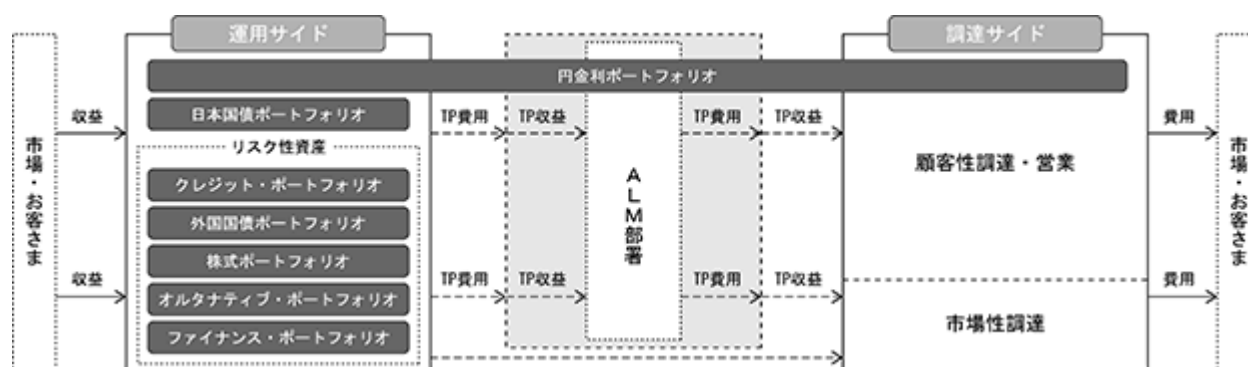 運用サイド
調達サイド
円金利ポートフォリオ
日本国債ポートフォリオ
リスク性資産
クレジット・ポートフォリオ
外国国債ポートフォリオ
株式ポートフォリオ
オルタナティブ・ポートフォリオ
ファイナンス・ポートフォリオ
市場・お客さま
収益
収益
TP費用
TP収益
TP費用
TP収益
ALM部署
TP費用
TP収益
TP費用
TP収益
顧客性調達・営業
市場性調達
費用
費用
市場・お客さま